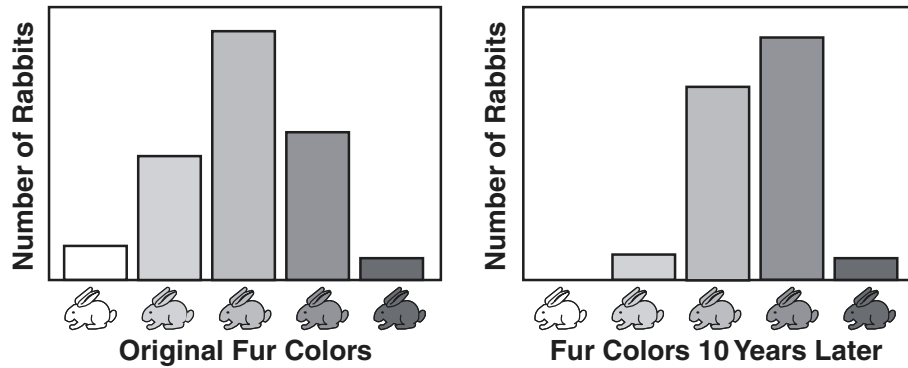 Number of Rabbits
Original Fur Colors
Number of Rabbits
Fur Colors 10 Years Later